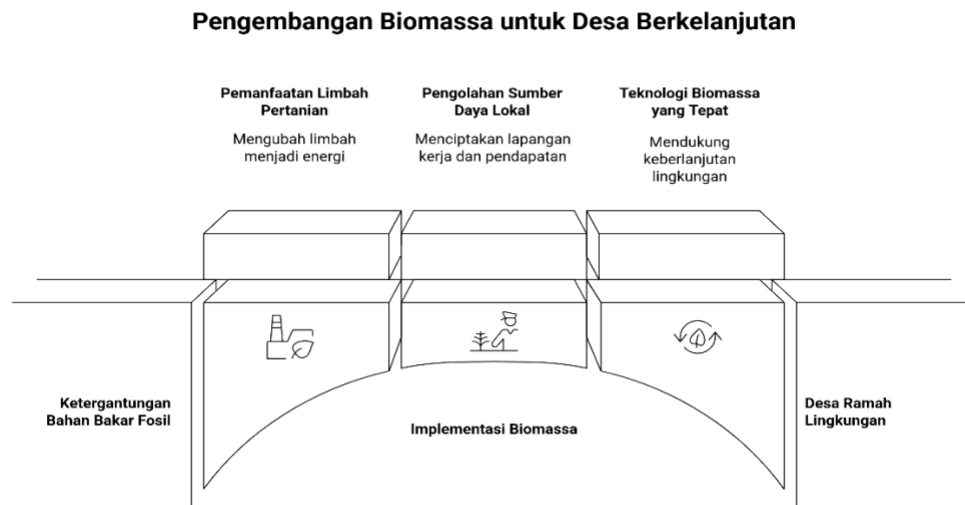 Pengembangan Biomassa untuk Desa Berkelanjutan
Pemanfaatan Limbah
Pertanian
Mengubah limbah
menjadi energi
Pengolahan Sumber
Daya Lokal
Menciptakan lapangan
kerja dan pendapatan
Teknologi Biomassa
yang Tepat
Mendukung
keberlanjutan
lingkungan
Ketergantungan
Bahan Bakar Fosil
Implementasi Biomassa
Desa Ramah
Lingkungan